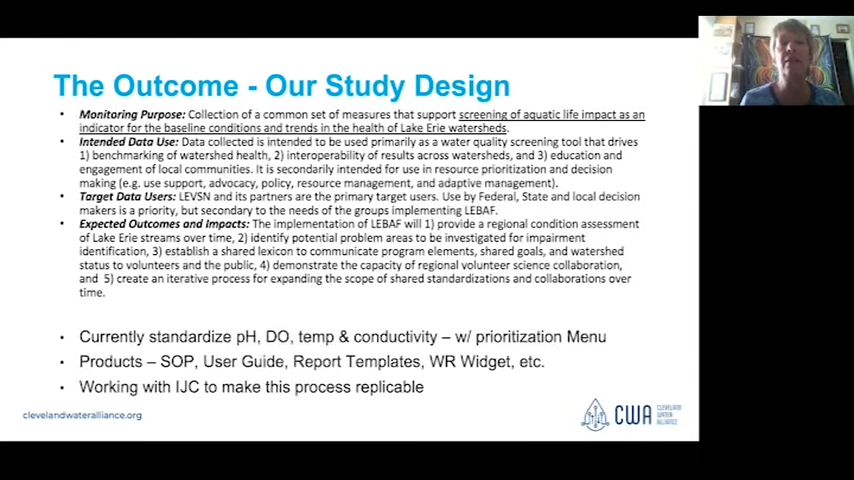 The Outcome - Our Study Design
• Monitoring Purpose: Collection of a common set of measures that support screening of aquatic life impact as an
indicator for the baseline conditions and trends in the health of Lake Erie watersheds.
• Intended Data Use: Data collected is intended to be used primarily as a water quality screening tool that drives
1) benchmarking of watershed health, 2) interoperability of results across watersheds, and 3) education and
engagement of local communities. It is secondarily intended for use in resource prioritization and decision
making (e.g. use support, advocacy, policy, resource management, and adaptive management).
• Target Data Users: LEVSN and its partners are the primary target users. Use by Federal, State and local decision
makers is a priority, but secondary to the needs of the groups implementing LEBAF.
• Expected Outcomes and Impacts: The implementation of LEBAF will 1) provide a regional condition assessment
of Lake Erie streams over time, 2) identify potential problem areas to be investigated for impairment
identification, 3) establish a shared lexicon to communicate program elements, shared goals, and watershed
status to volunteers and the public, 4) demonstrate the capacity of regional volunteer science collaboration,
and 5) create an iterative process for expanding the scope of shared standardizations and collaborations over
time.
• Currently standardize pH, DO, temp & conductivity – w/ prioritization Menu
• Products – SOP, User Guide, Report Templates, WR Widget, etc.
• Working with IJC to make this process replicable
clevelandwateralliance.org
CWA
CLEVELAND
WATER
ALLIANCE